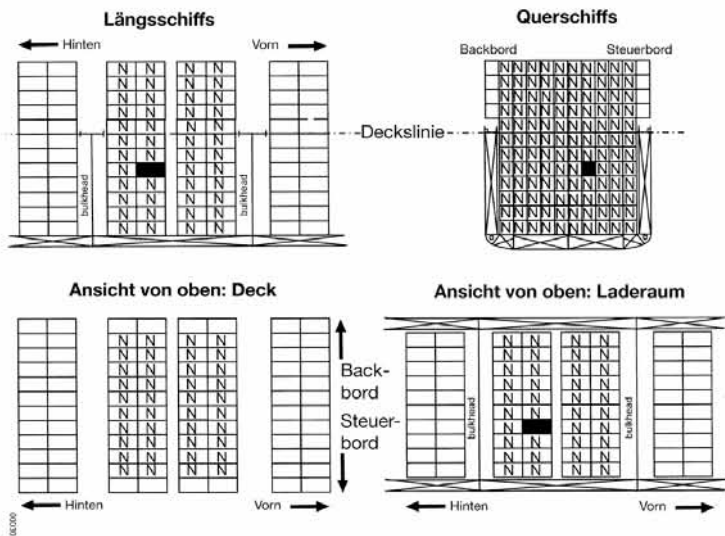 Längsschiffs
Hinten Vorn
N N N N
N N N N
N N N N
N N N N
N N N N
N N N N
N N N N
N N N
N N N N
N N N N
N N N N
N N N N
bulkhead
bulkhead
Querschiffs
Backbord Steuerbord
N N N N N N N N N N
N N N N N N N N N N
N N N N N N N N N N
N N N N N N N N N N
N N N N N N N N N N
N N N N N N N N N N
N N N N N N N N N N
N N N N N N N N N
N N N N N N N N N N
N N N N N N N N N N
N N N N N N N N N N
N N N N N N N N N N
Deckslinie
Ansicht von oben: Deck
N N N N
N N N N
N N N N
N N N N
N N N N
N N N N
N N N N
N N N N
N N N N
N N N N
Back-
bord
Steuer-
bord
Hinten Vorn
Ansicht von oben: Laderaum
N N N N
N N N N
N N N N
N N N N
N N N N
N N N N
N N N
N N N N
N N N N
N N N N
bulkhead
bulkhead
Hinten Vorn